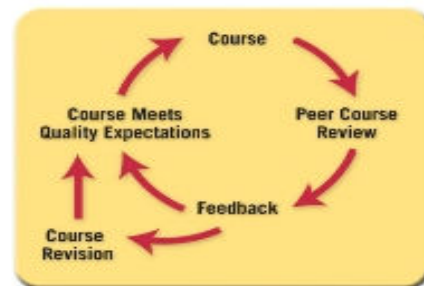 Course
Course Meets
Quality Expectations
Peer Course
Review
Feedback
Course
Revision